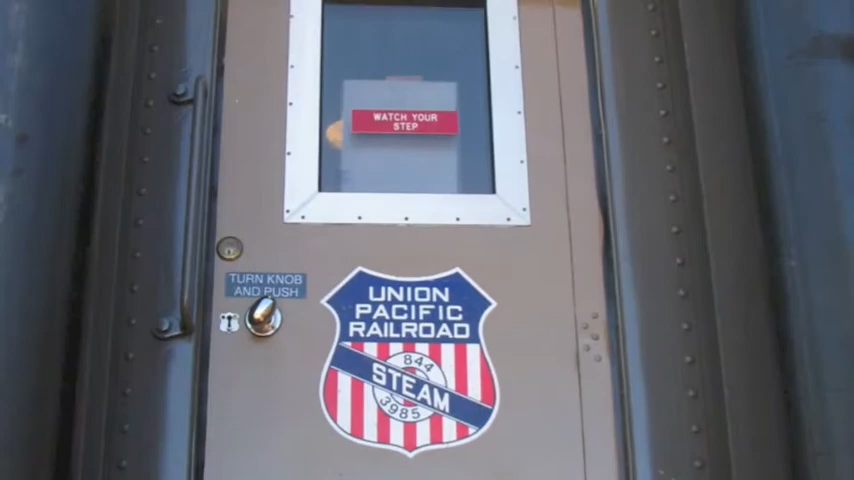 WATCH YOUR
STEP
TURN KNOB
AND PUSH
UNION
PACIFIC
RAILROAD
844
STEAM
3985